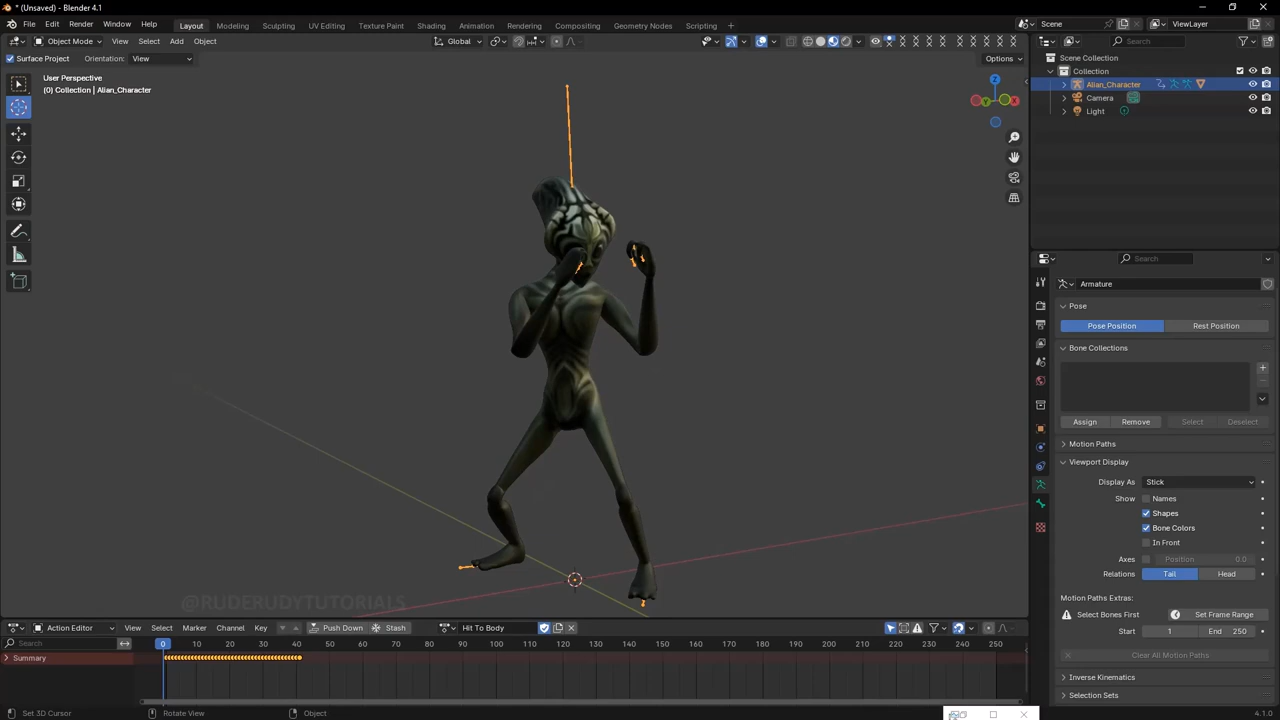 * (Unsaved) - Blender 4.1
File Edit Render Window Help Layout Modeling Sculpting UV Editing Texture Paint Shading Animation Rendering Compositing Geometry Nodes Scripting + Scene ViewLayer
Object Mode View Select Add Object Global Search
Surface Project Orientation: View Options
User Perspective
(0) Collection | Alian_Character
Z
Y
X
Scene Collection
Collection
Alian_Character
Camera
Light
Search
Armature
Pose
Pose Position Rest Position
Bone Collections
Assign Remove Select Deselect
Motion Paths
Viewport Display
Display As Stick
Show Names
Shapes
Bone Colors
In Front
Axes Position 0.0
Relations Tail Head
Motion Paths Extras:
Select Bones First Set Frame Range
Start 1 End 250
Clear All Motion Paths
Inverse Kinematics
Selection Sets
@RUDERUDYTUTORIALS
Action Editor View Select Marker Channel Key Push Down Stash Hit To Body
Search 0 10 20 30 40 50 60 70 80 90 100 110 120 130 140 150 160 170 180 190 200 210 220 230 240 250
Summary
Set 3D Cursor Rotate View Object 4.1.0